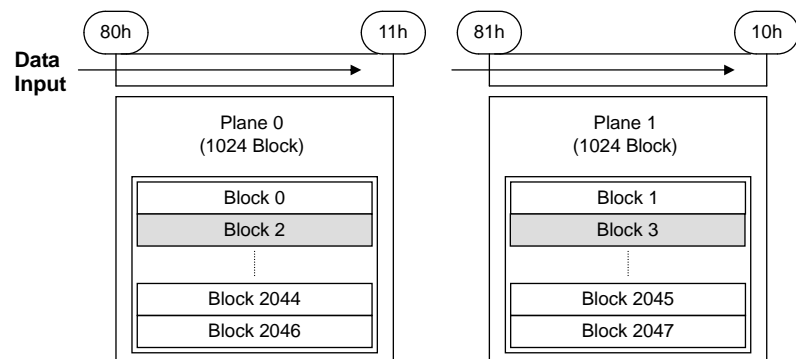 80h
11h
81h
10h
Data
Input
Plane 0
(1024 Block)
Block 0
Block 2
Block 2044
Block 2046
Plane 1
(1024 Block)
Block 1
Block 3
Block 2045
Block 2047